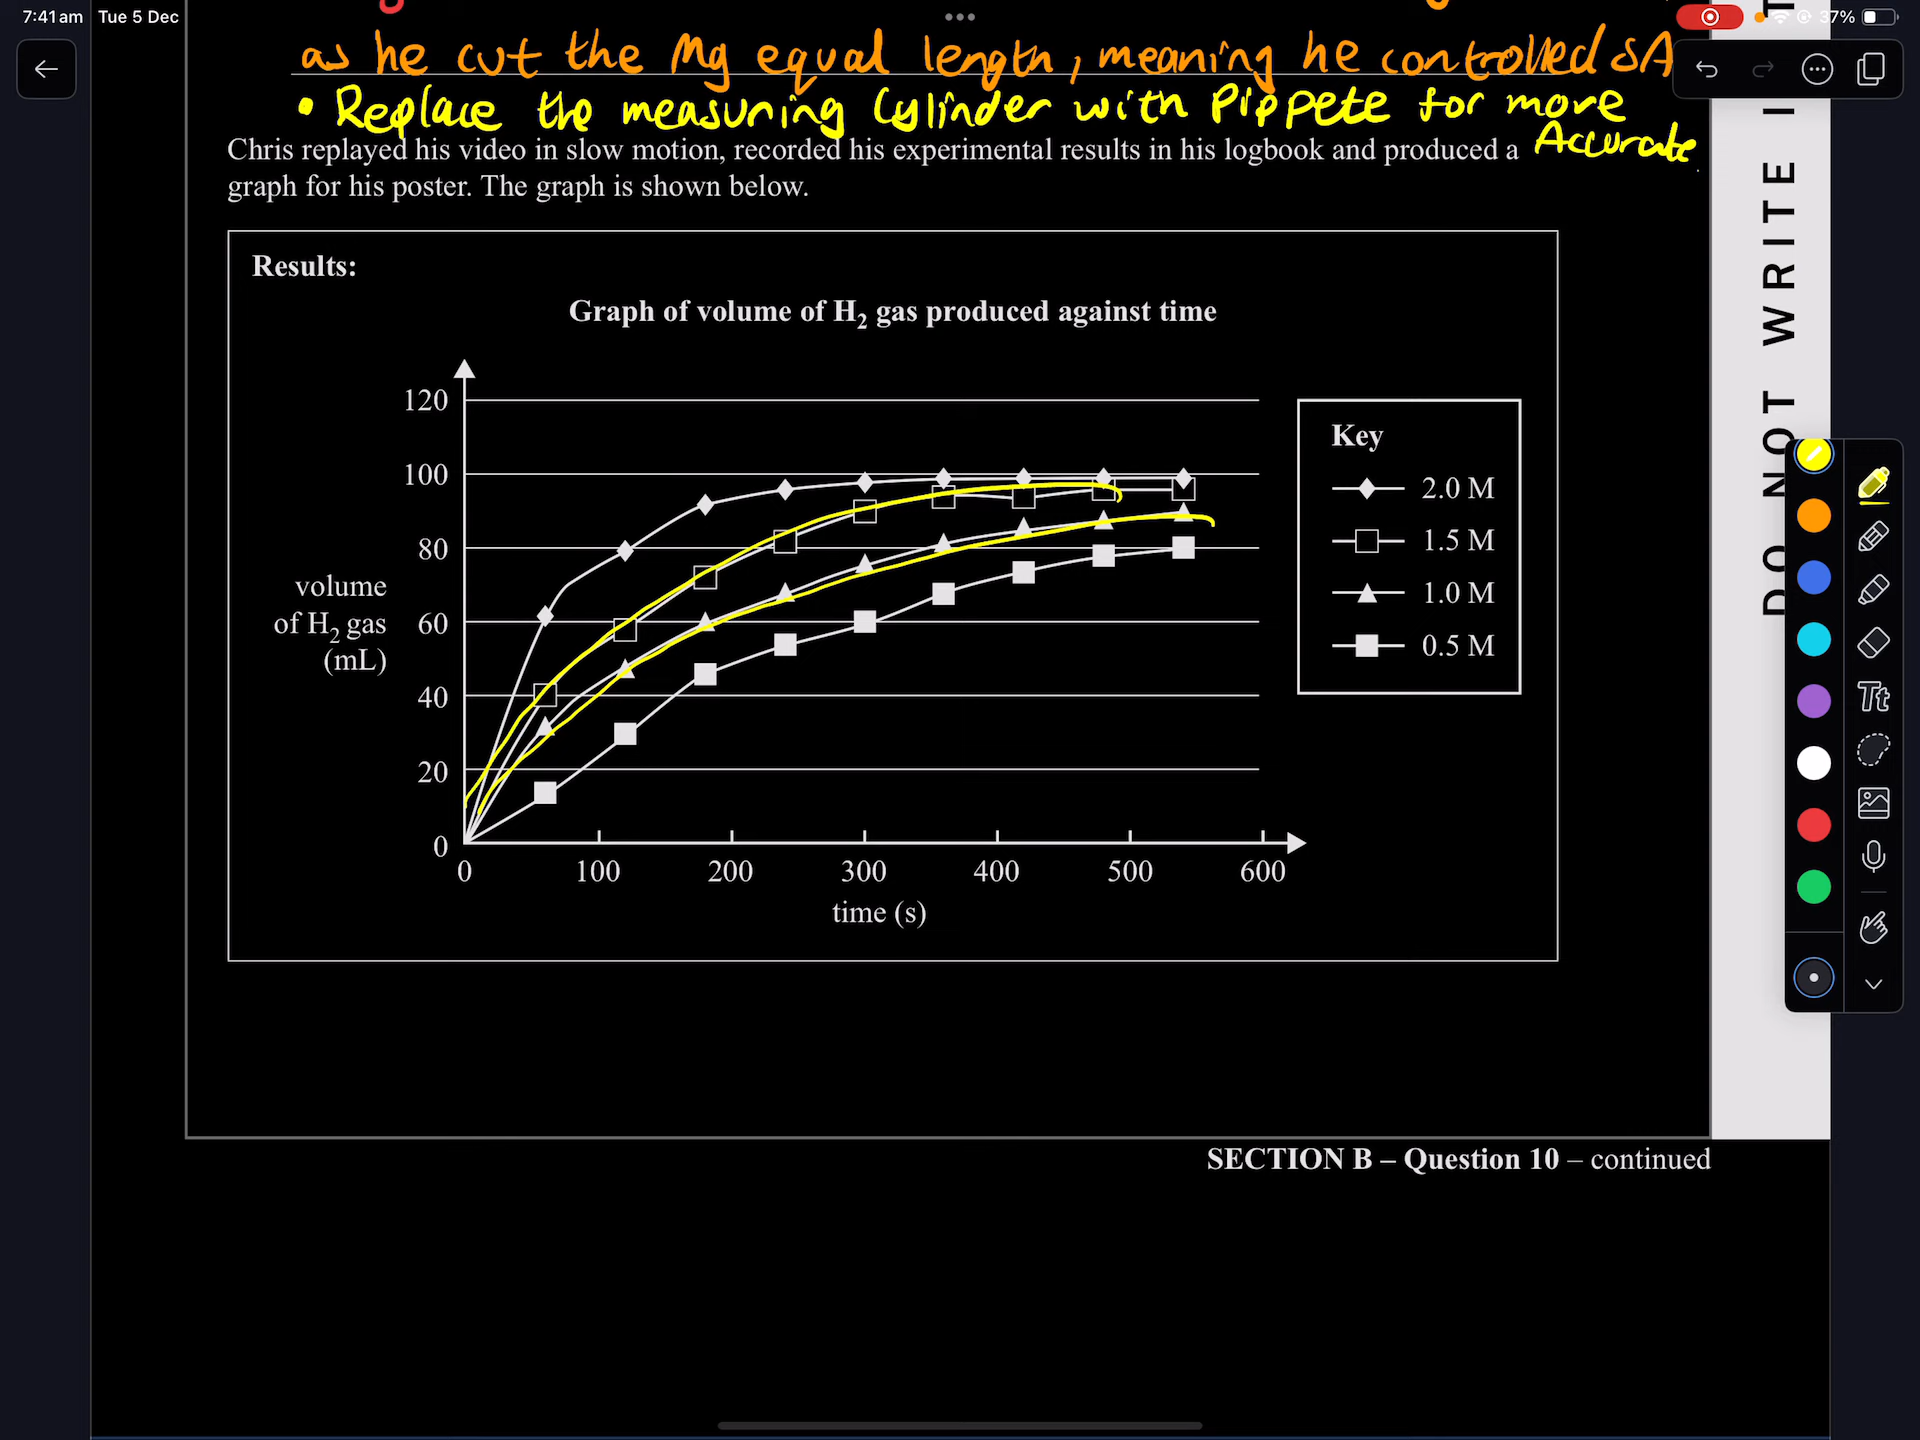 7:41 am Tue 5 Dec
37%
as he cut the Mg equal length, meaning he controlled SA
• Replace the measuring Cylinder with Pippete for more
Accurate
Chris replayed his video in slow motion, recorded his experimental results in his logbook and produced a
graph for his poster. The graph is shown below.
Results:
Graph of volume of H₂ gas produced against time
120
100
80
60
40
20
0
volume
of H₂ gas
(mL)
0 100 200 300 400 500 600
time (s)
Key
2.0 M
1.5 M
1.0 M
0.5 M
DO NOT WRITE I
Tt
SECTION B – Question 10 – continued